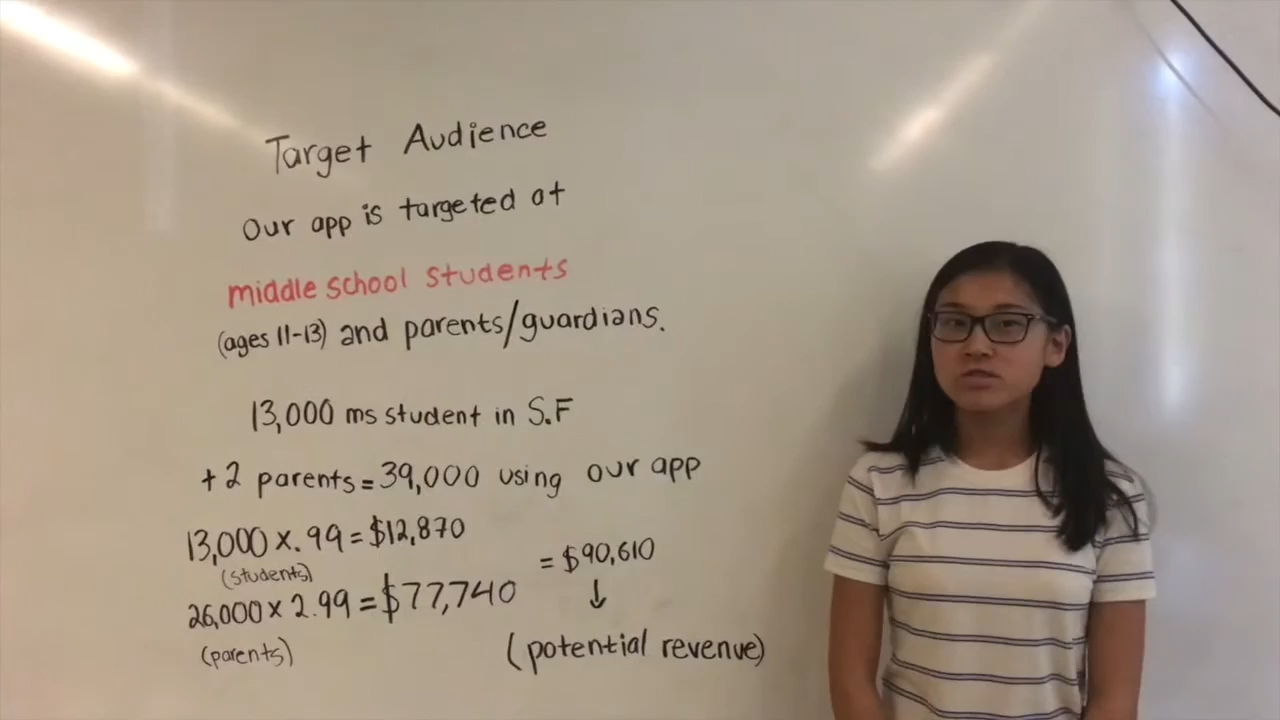 Target Audience
Our app is targeted at
middle school students
(ages 11-13) and parents/guardians.
13,000 ms student in S.F
+ 2 parents = 39,000 using our app
13,000 x .99 = $12,870
(students)
= $90,610
26,000 x 2.99 = $77,740
↓
(parents)
(potential revenue)